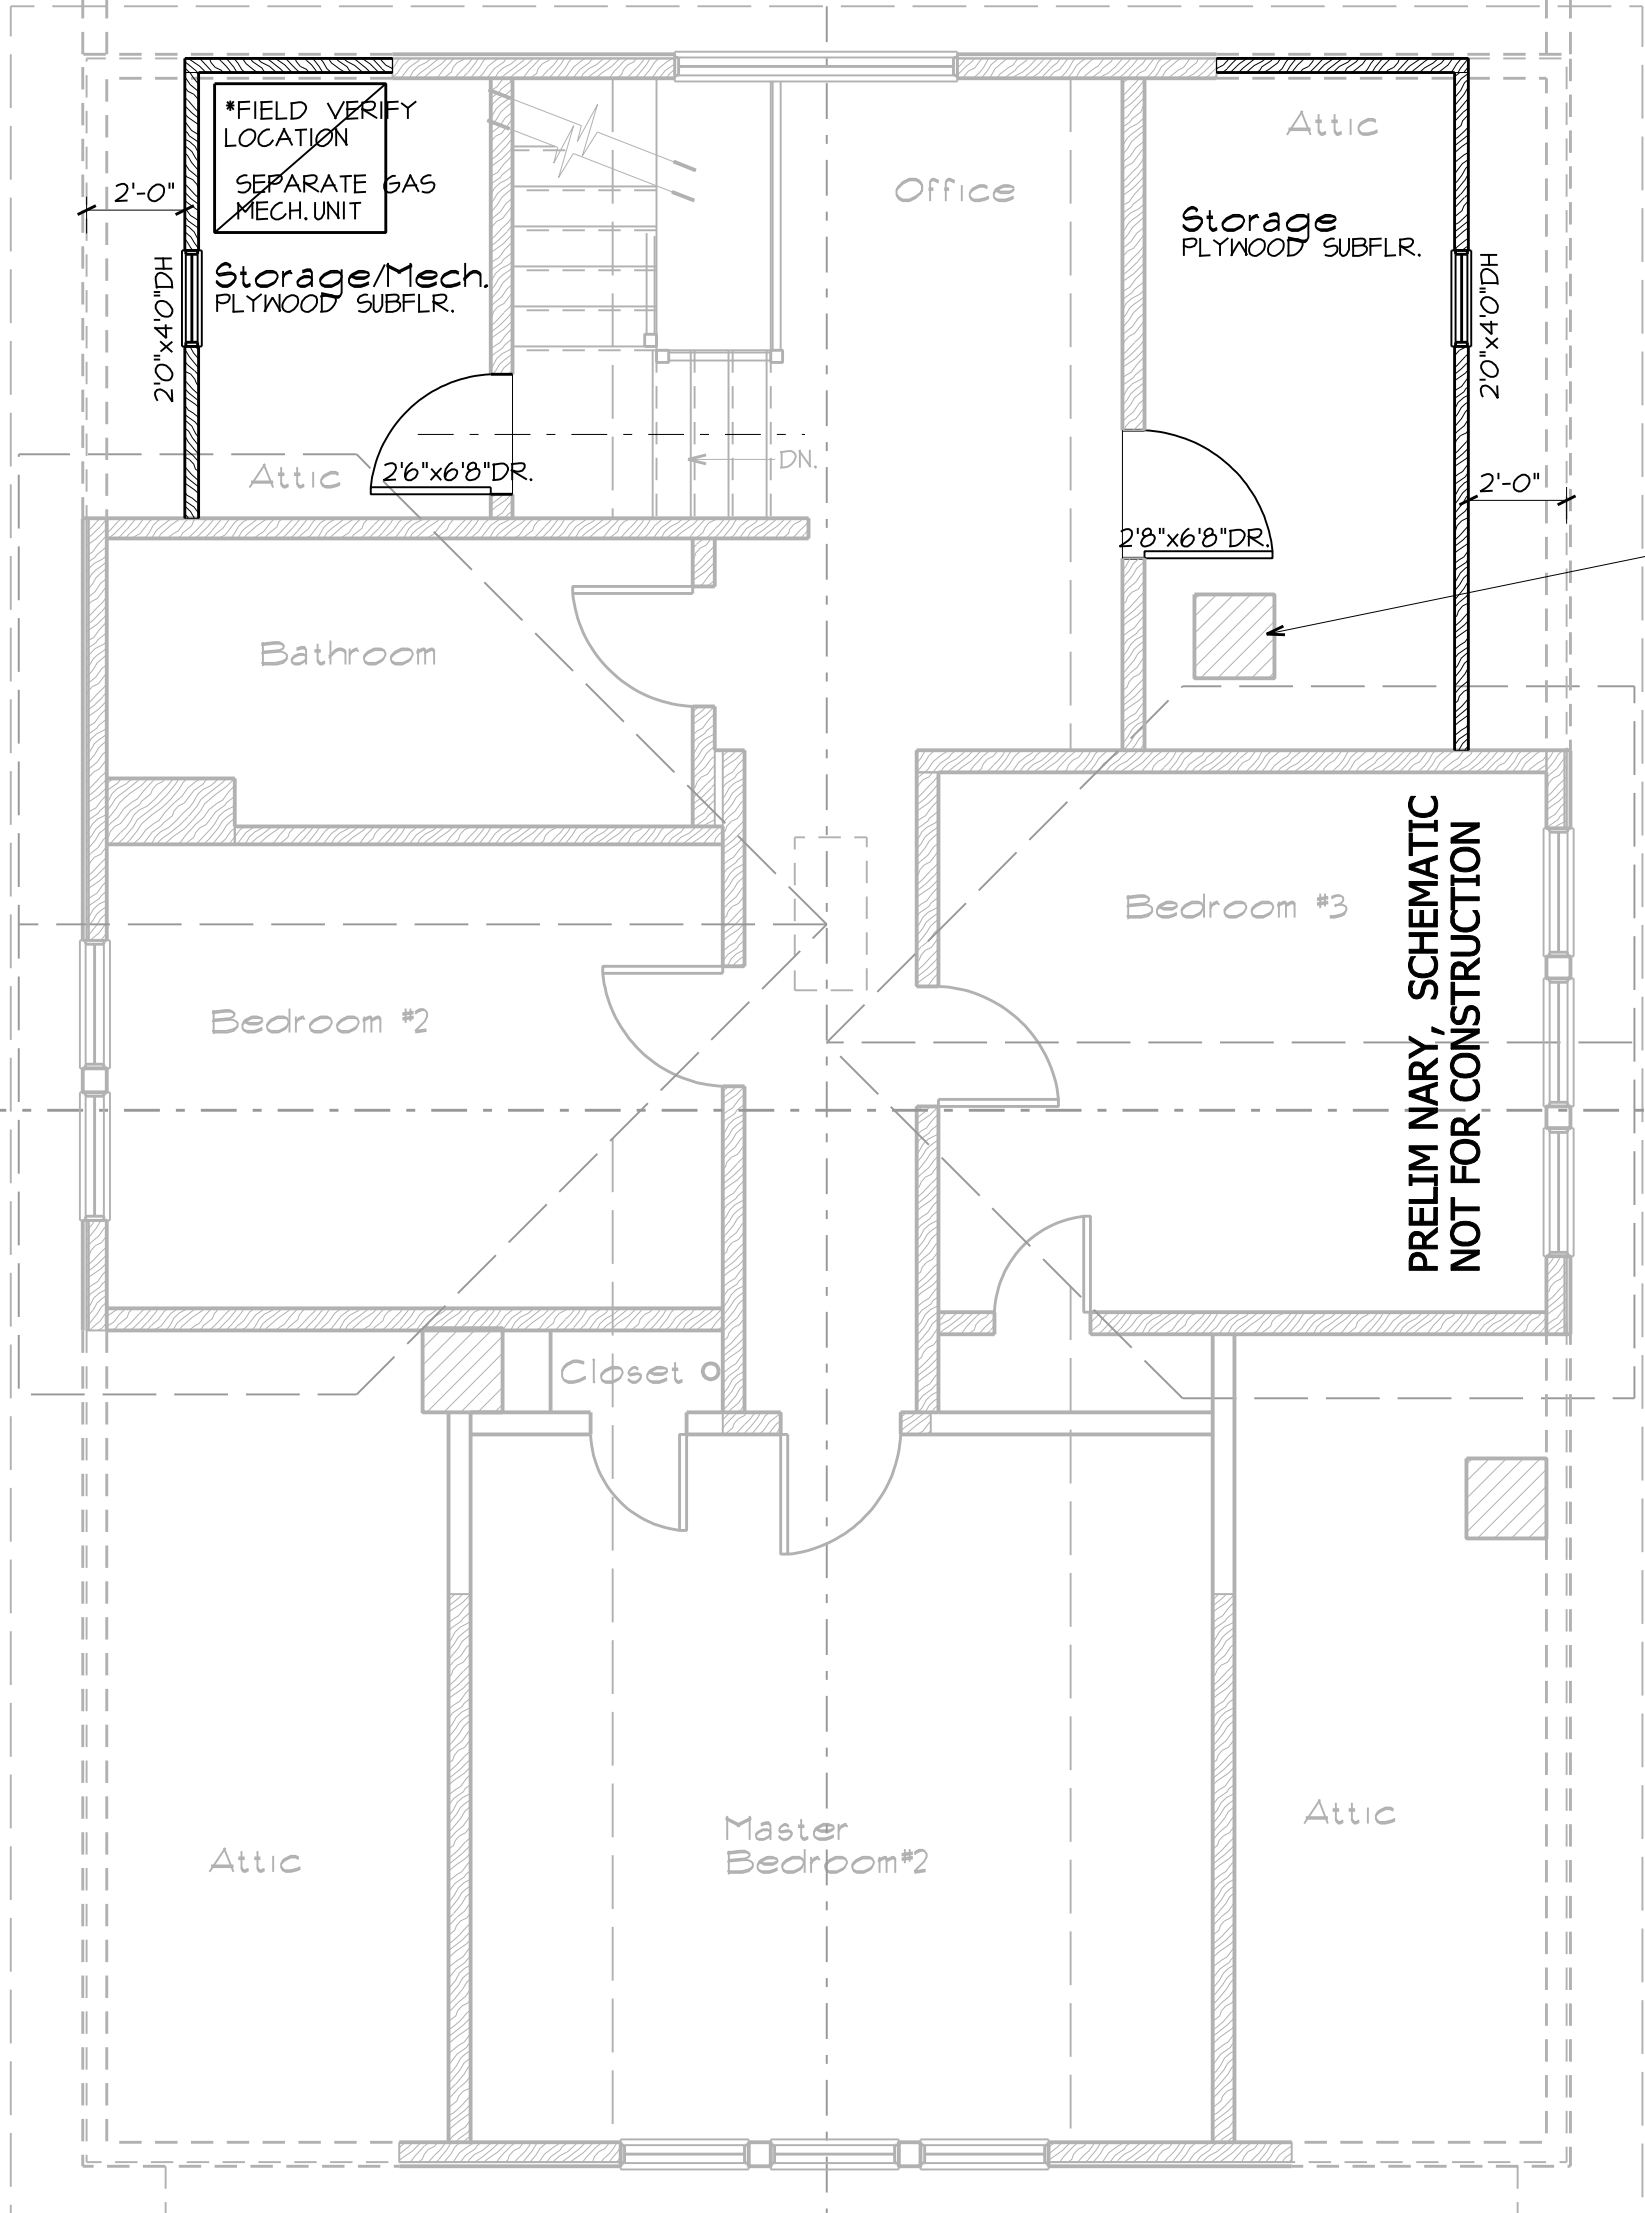 *FIELD VERIFY
LOCATION
SEPARATE GAS
MECH.UNIT
2'-0"
2'0"x4'0"DH
Storage/Mech.
PLYWOOD SUBFLR.
Attic
2'6"x6'8"DR.
DN.
Office
Attic
Storage
PLYWOOD SUBFLR.
2'0"x4'0"DH
2'-0"
2'8"x6'8"DR.
Bathroom
Bedroom #3
PRELIM NARY, SCHEMATIC
NOT FOR CONSTRUCTION
Bedroom #2
Closet
Master
Bedroom#2
Attic
Attic